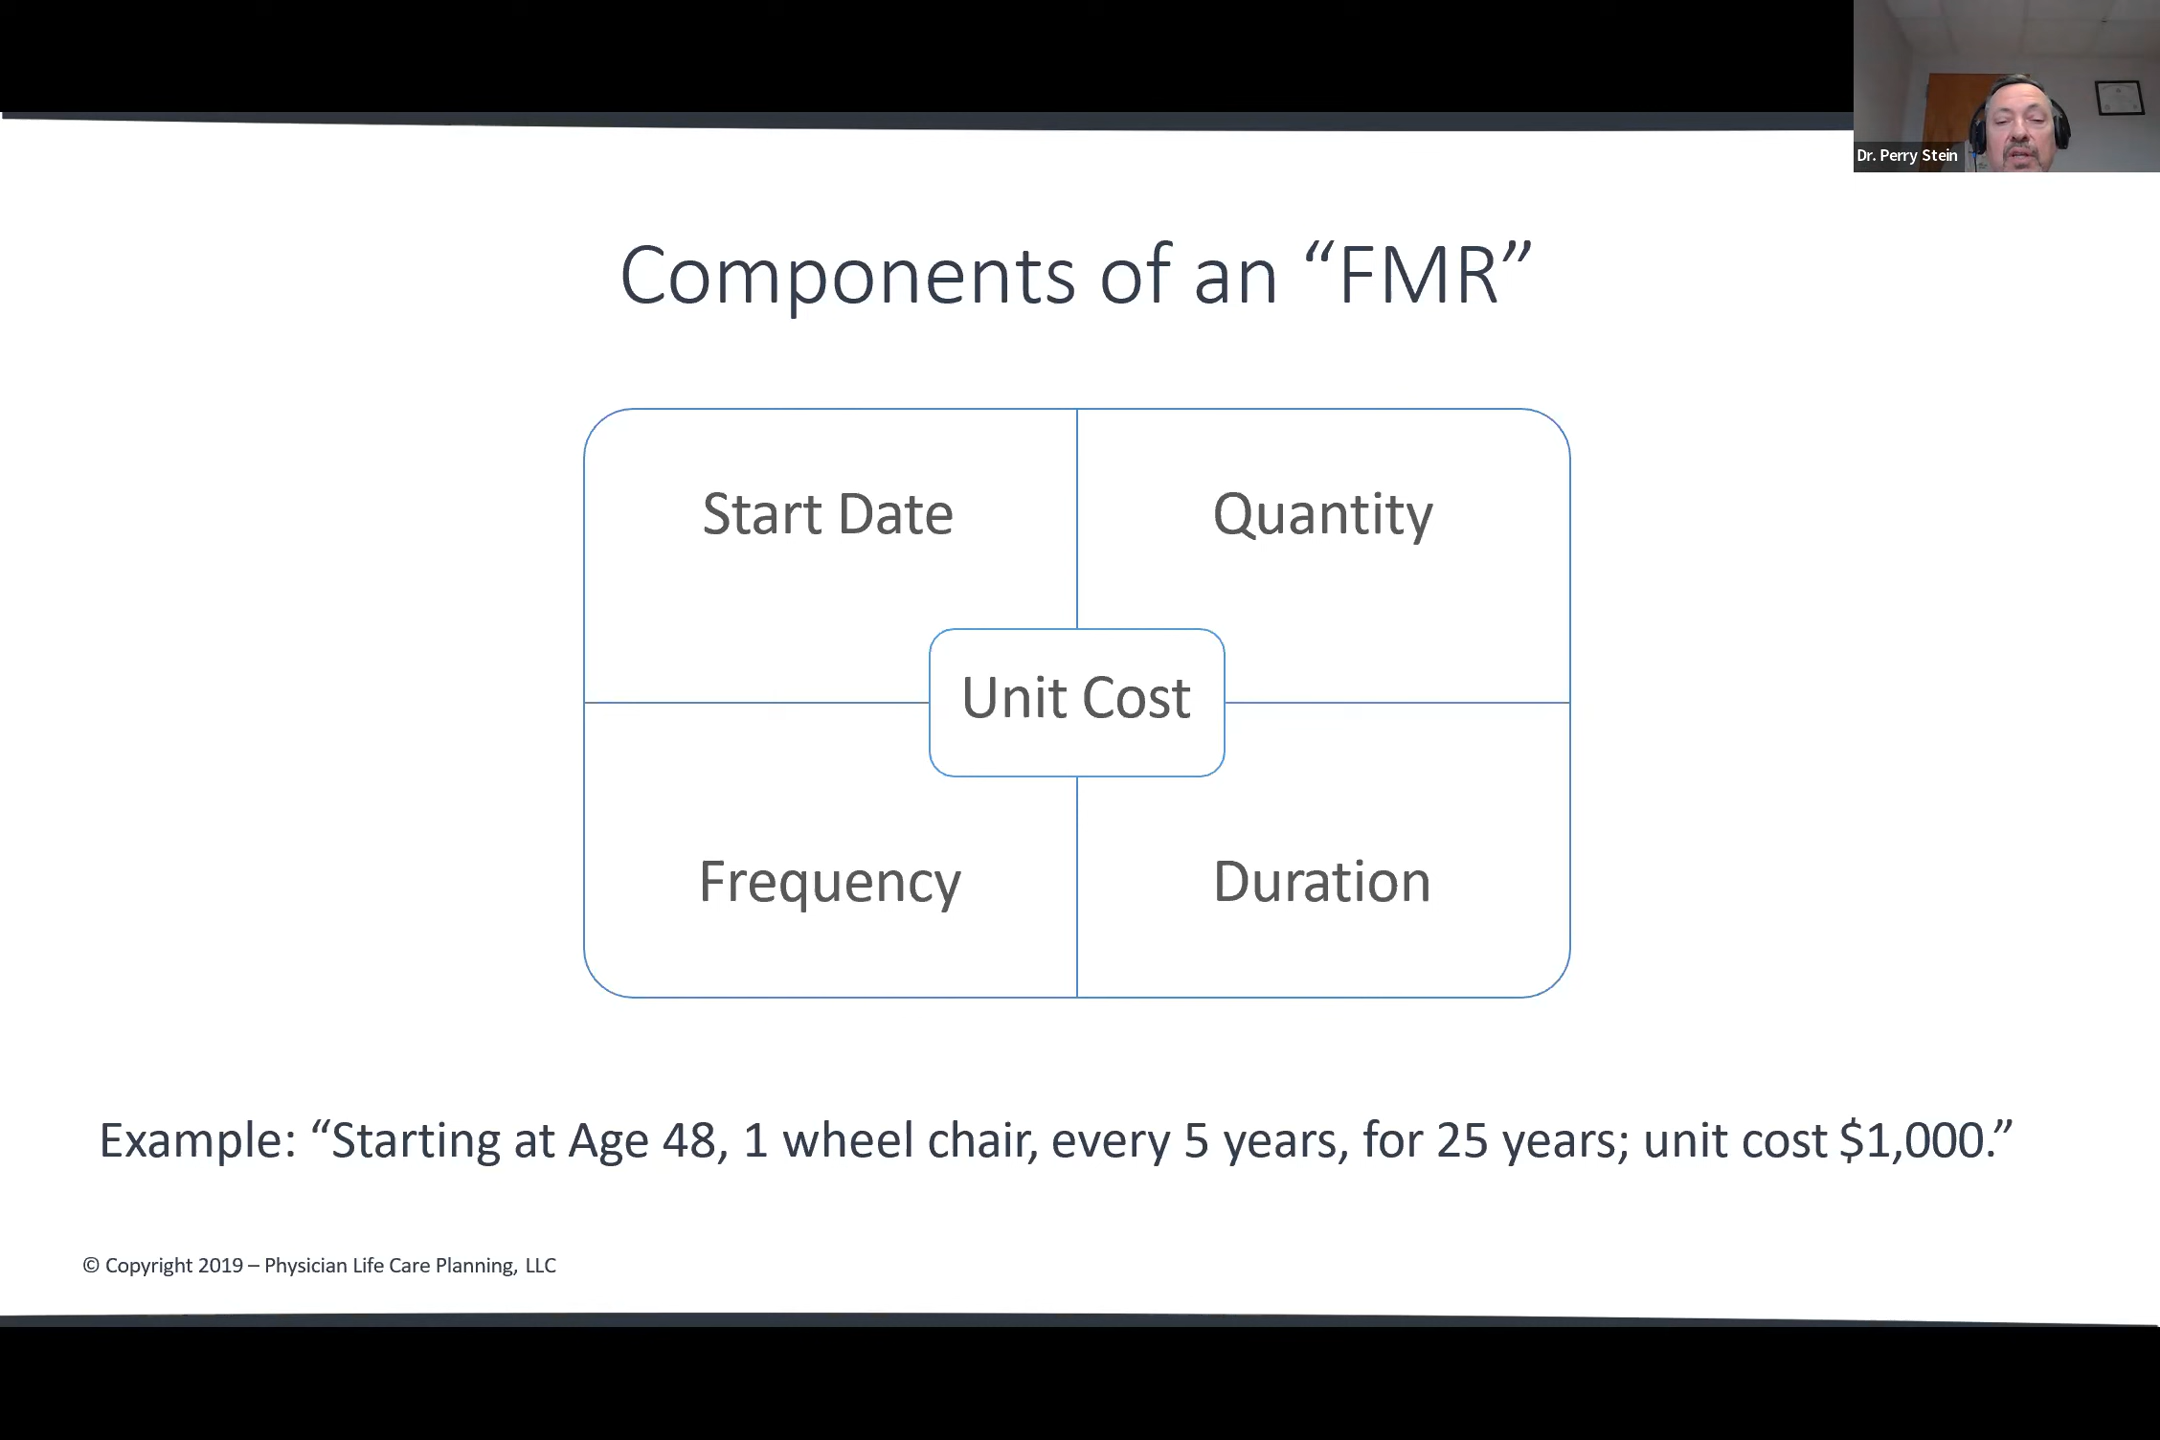 Dr. Perry Stein
Components of an “FMR”
Start Date
Quantity
Unit Cost
Frequency
Duration
Example: “Starting at Age 48, 1 wheel chair, every 5 years, for 25 years; unit cost $1,000.”
© Copyright 2019 – Physician Life Care Planning, LLC